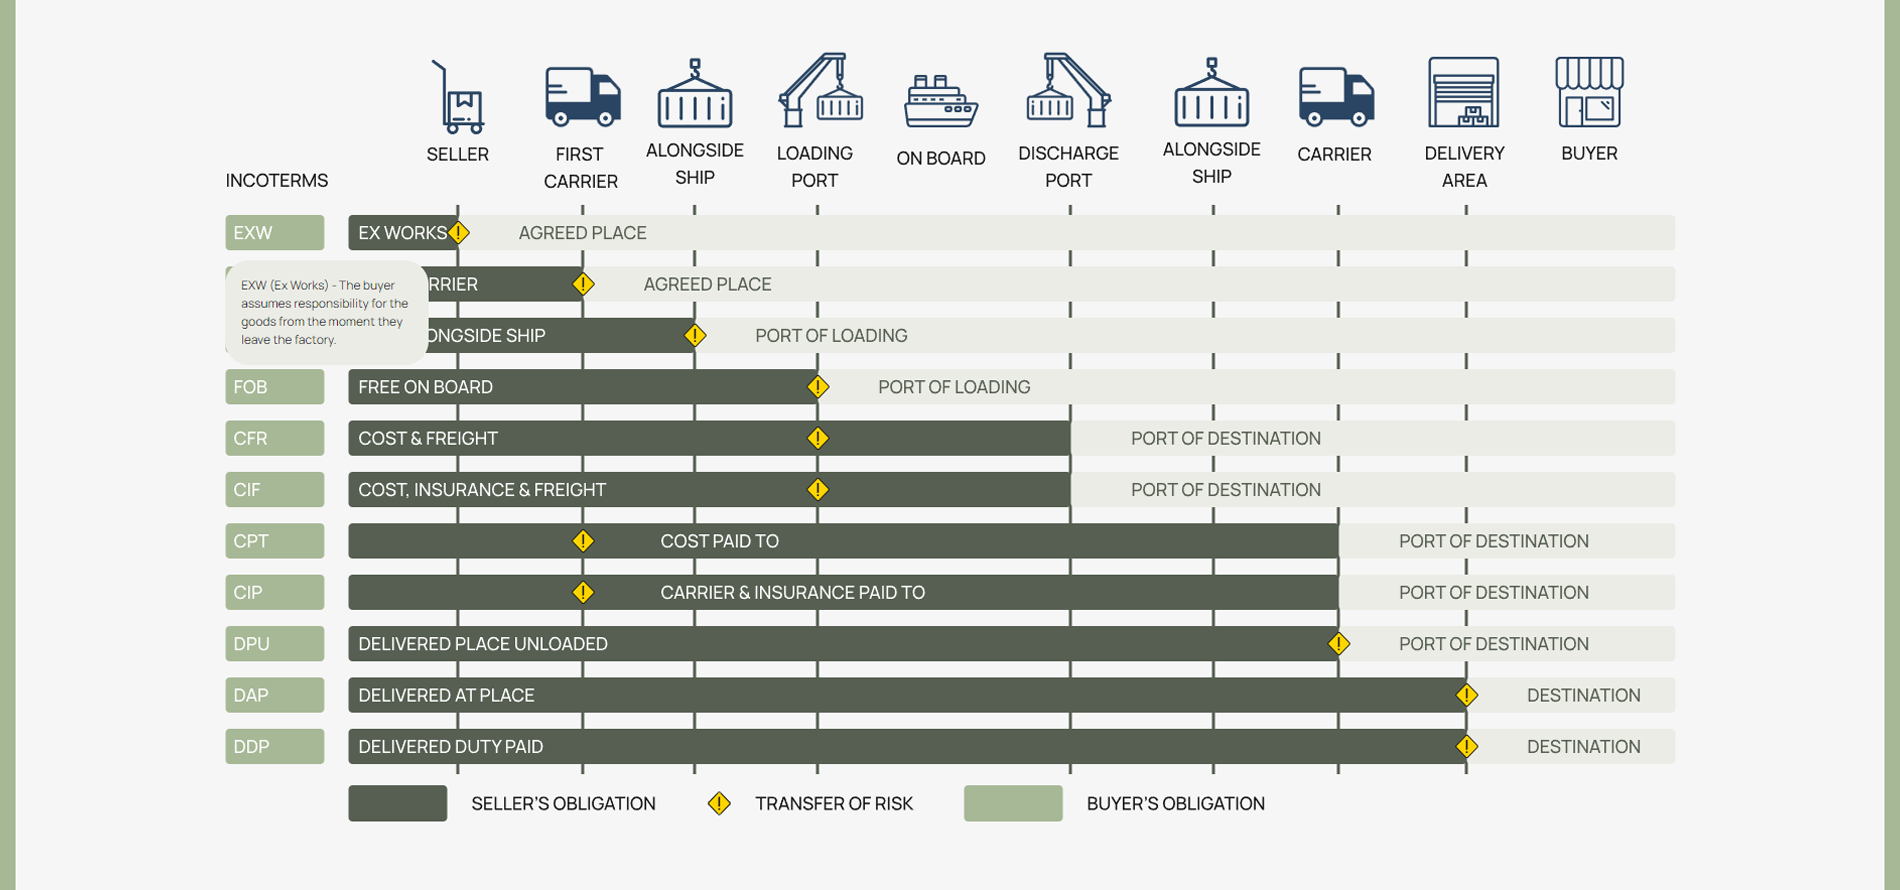 SELLER
FIRST
CARRIER
ALONGSIDE
SHIP
LOADING
PORT
ON BOARD
DISCHARGE
PORT
ALONGSIDE
SHIP
CARRIER
DELIVERY
AREA
BUYER
INCOTERMS
EXW
EX WORKS
AGREED PLACE
EXW (Ex Works) - The buyer
assumes responsibility for the
goods from the moment they
leave the factory.
RRIER
AGREED PLACE
ONGSIDE SHIP
PORT OF LOADING
FOB
FREE ON BOARD
PORT OF LOADING
CFR
COST & FREIGHT
PORT OF DESTINATION
CIF
COST, INSURANCE & FREIGHT
PORT OF DESTINATION
CPT
COST PAID TO
PORT OF DESTINATION
CIP
CARRIER & INSURANCE PAID TO
PORT OF DESTINATION
DPU
DELIVERED PLACE UNLOADED
PORT OF DESTINATION
DAP
DELIVERED AT PLACE
DESTINATION
DDP
DELIVERED DUTY PAID
DESTINATION
SELLER'S OBLIGATION
TRANSFER OF RISK
BUYER'S OBLIGATION